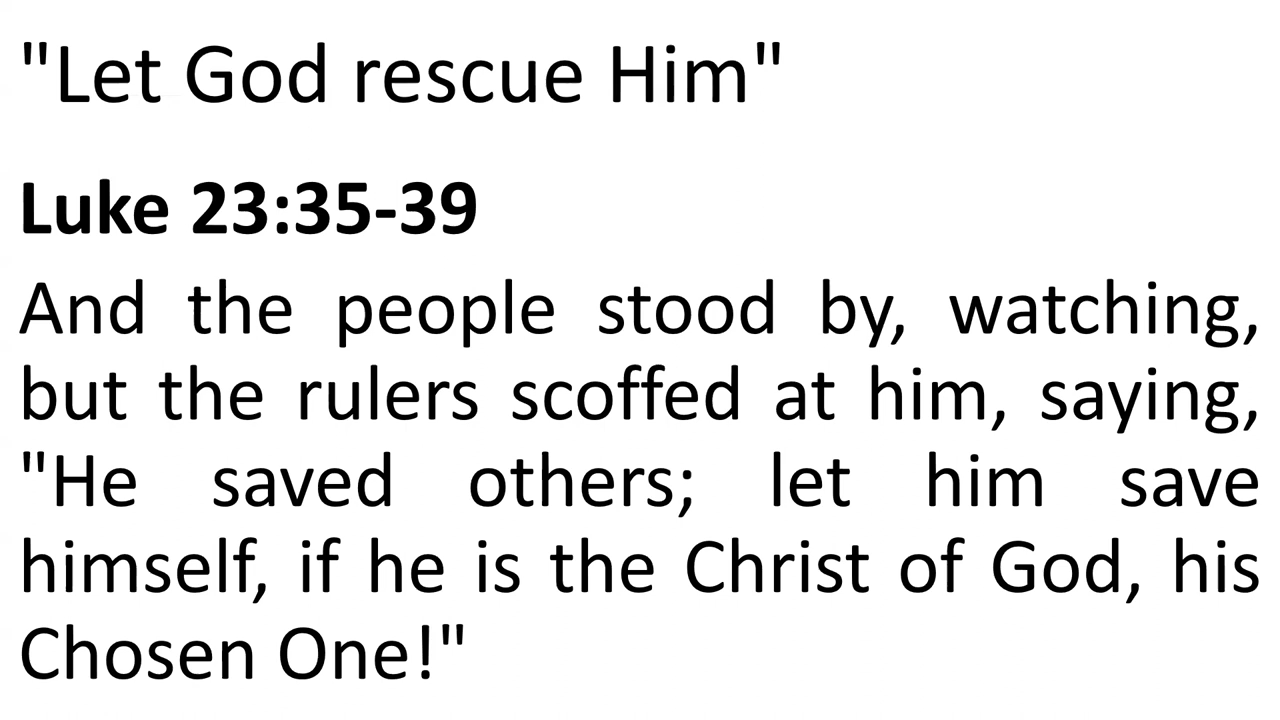 "Let God rescue Him"
Luke 23:35-39
And the people stood by, watching,
but the rulers scoffed at him, saying,
"He saved others; let him save
himself, if he is the Christ of God, his
Chosen One!"